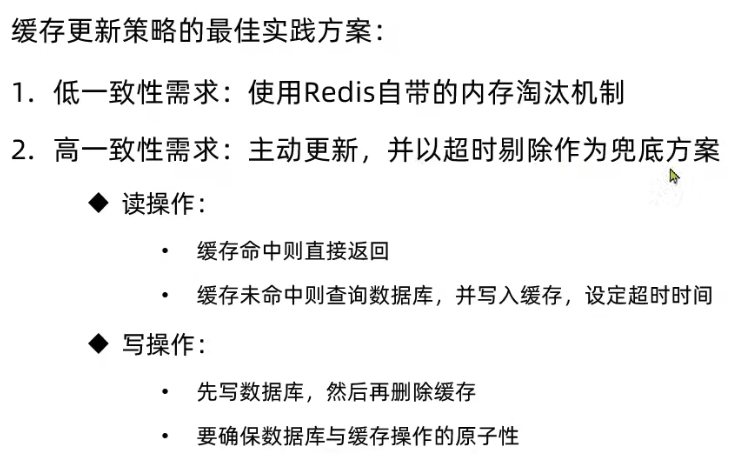 缓存更新策略的最佳实践方案：
1. 低一致性需求：使用Redis自带的内存淘汰机制
2. 高一致性需求：主动更新，并以超时剔除作为兜底方案
◆ 读操作：
• 缓存命中则直接返回
• 缓存未命中则查询数据库，并写入缓存，设定超时时间
◆ 写操作：
• 先写数据库，然后再删除缓存
• 要确保数据库与缓存操作的原子性